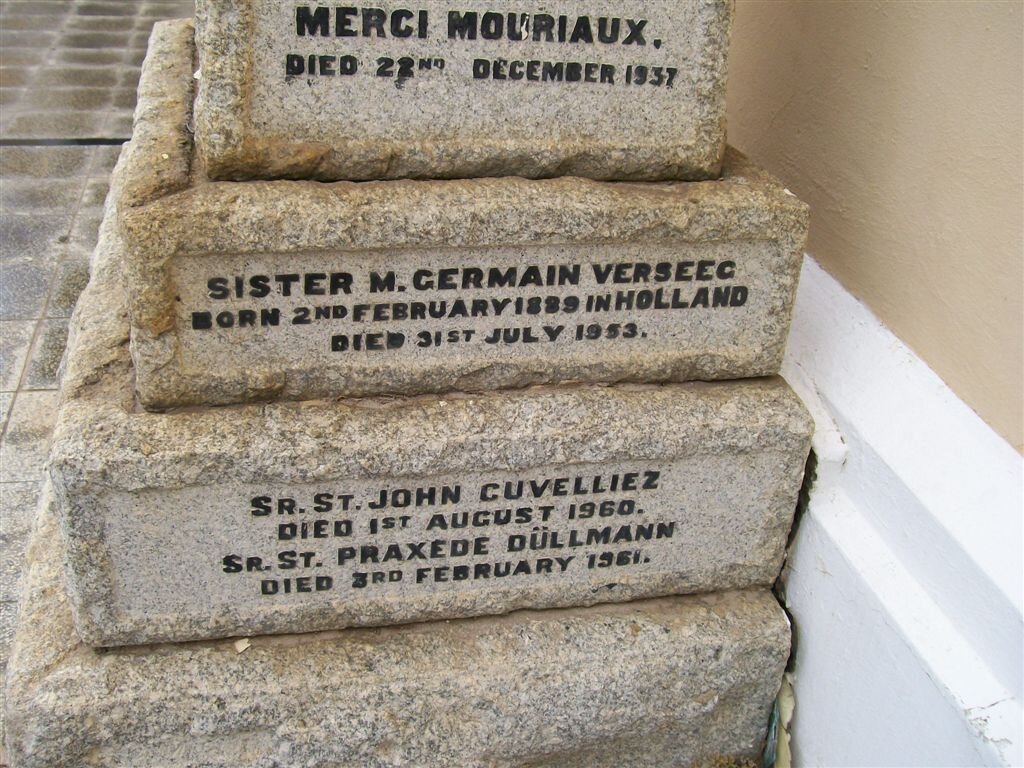 MERCI MOURIAUX.
DIED 22ND DECEMBER 1937
SISTER M. GERMAIN VERSEEG
BORN 2ND FEBRUARY 1889 IN HOLLAND
DIED 31ST JULY 1953.
SR. ST. JOHN CUVELLIEZ
DIED 1ST AUGUST 1960.
SR. ST. PRAXEDE DÜLLMANN
DIED 3RD FEBRUARY 1961.